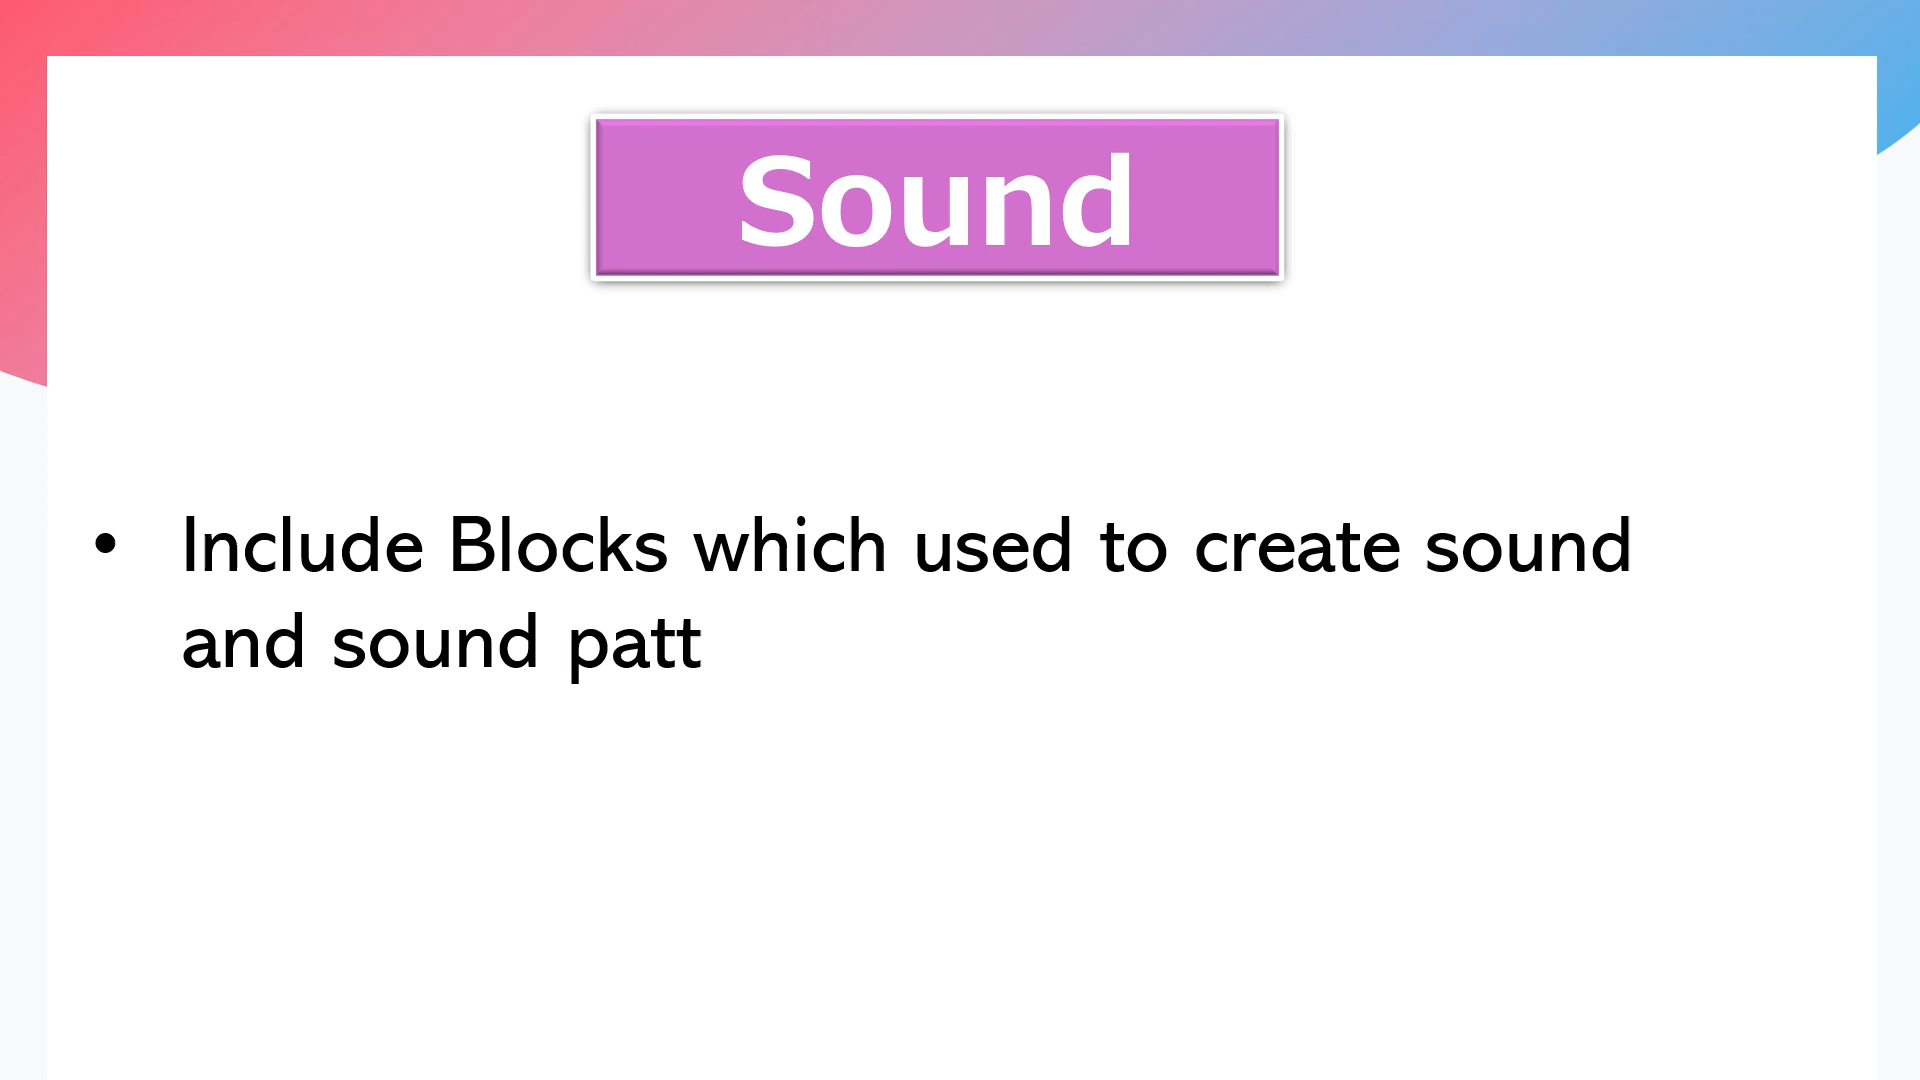 Sound
• Include Blocks which used to create sound
and sound patt